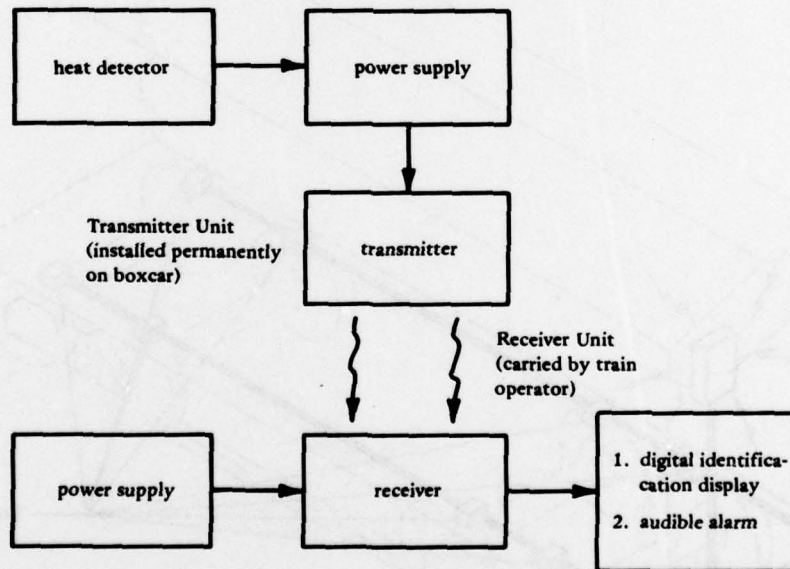 heat detector
power supply
Transmitter Unit
(installed permanently
on boxcar)
transmitter
Receiver Unit
(carried by train
operator)
power supply
receiver
1. digital identifica-
cation display
2. audible alarm